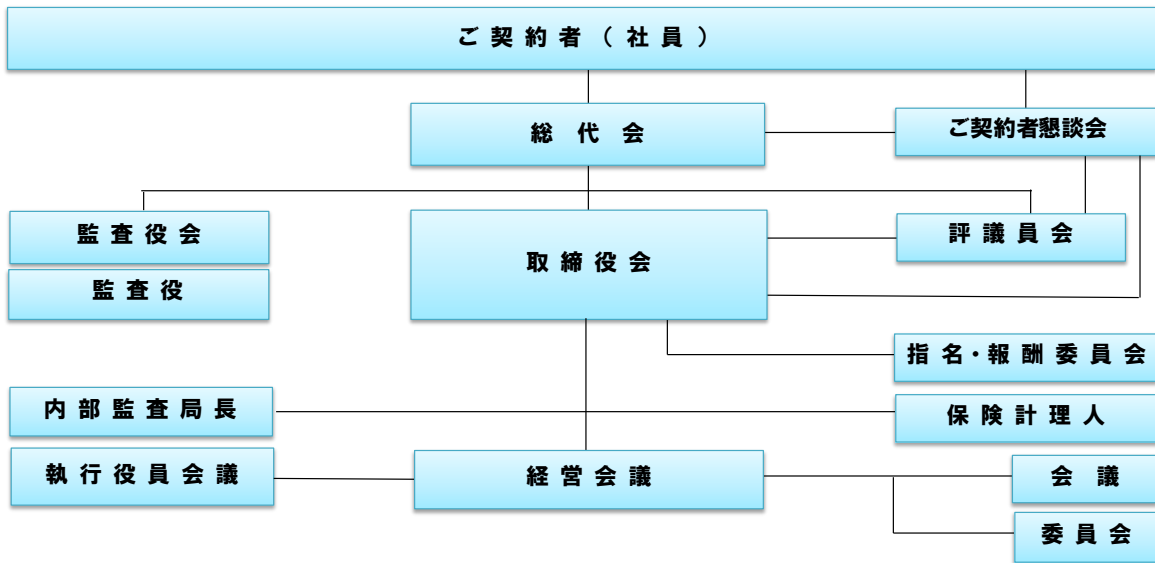 ご契約者（社員）
総代会
ご契約者懇談会
監査役会
取締役会
評議員会
監査役
指名・報酬委員会
内部監査局長
保険計理人
執行役員会議
経営会議
会議
委員会